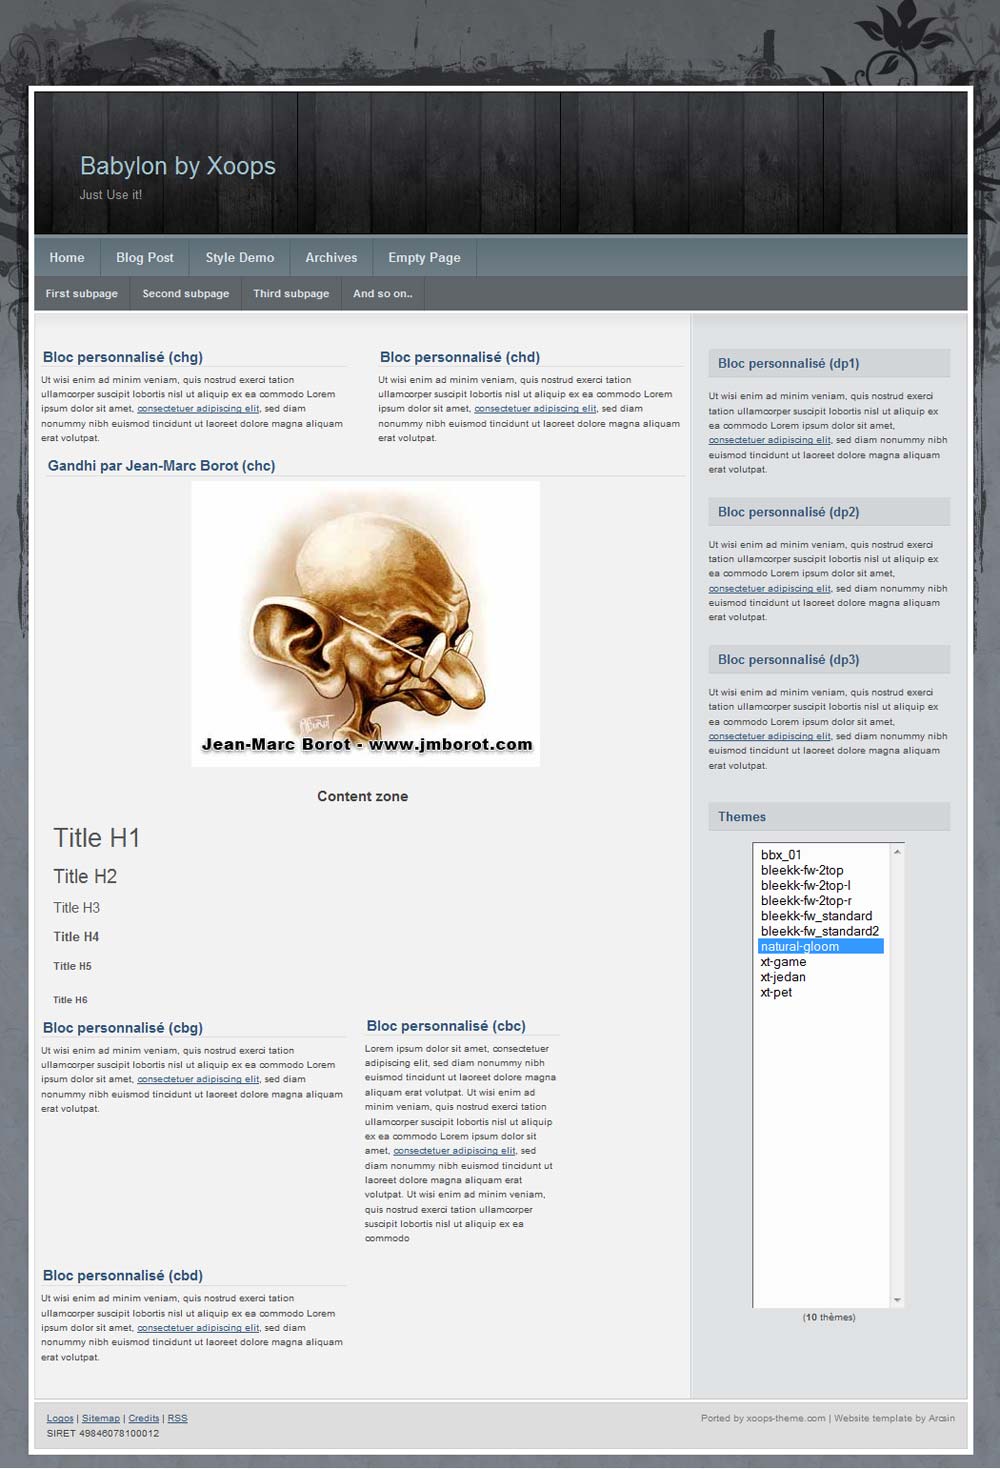 Babylon by Xoops
Just Use it!
Home Blog Post Style Demo Archives Empty Page
First subpage Second subpage Third subpage And so on..
Bloc personnalisé (chg)
Ut wisi enim ad minim veniam, quis nostrud exerci tation
ullamcorper suscipit lobortis nisl ut aliquip ex ea commodo Lorem
ipsum dolor sit amet, consectetuer adipiscing elit, sed diam
nonummy nibh euismod tincidunt ut laoreet dolore magna aliquam
erat volutpat.
Bloc personnalisé (chd)
Ut wisi enim ad minim veniam, quis nostrud exerci tation
ullamcorper suscipit lobortis nisl ut aliquip ex ea commodo Lorem
ipsum dolor sit amet, consectetuer adipiscing elit, sed diam
nonummy nibh euismod tincidunt ut laoreet dolore magna aliquam
erat volutpat.
Gandhi par Jean-Marc Borot (chc)
Jean-Marc Borot - www.jmborot.com
Content zone
Title H1
Title H2
Title H3
Title H4
Title H5
Title H6
Bloc personnalisé (cbg)
Ut wisi enim ad minim veniam, quis nostrud exerci tation
ullamcorper suscipit lobortis nisl ut aliquip ex ea commodo Lorem
ipsum dolor sit amet, consectetuer adipiscing elit, sed diam
nonummy nibh euismod tincidunt ut laoreet dolore magna aliquam
erat volutpat.
Bloc personnalisé (cbc)
Lorem ipsum dolor sit amet, consectetuer
adipiscing elit, sed diam nonummy nibh
euismod tincidunt ut laoreet dolore magna
aliquam erat volutpat. Ut wisi enim ad
minim veniam, quis nostrud exerci tation
ullamcorper suscipit lobortis nisl ut aliquip
ex ea commodo Lorem ipsum dolor sit
amet, consectetuer adipiscing elit, sed
diam nonummy nibh euismod tincidunt ut
laoreet dolore magna aliquam erat
volutpat. Ut wisi enim ad minim veniam,
quis nostrud exerci tation ullamcorper
suscipit lobortis nisl ut aliquip ex ea
commodo
Bloc personnalisé (cbd)
Ut wisi enim ad minim veniam, quis nostrud exerci tation
ullamcorper suscipit lobortis nisl ut aliquip ex ea commodo Lorem
ipsum dolor sit amet, consectetuer adipiscing elit, sed diam
nonummy nibh euismod tincidunt ut laoreet dolore magna aliquam
erat volutpat.
Bloc personnalisé (dp1)
Ut wisi enim ad minim veniam, quis nostrud exerci
tation ullamcorper suscipit lobortis nisl ut aliquip ex
ea commodo Lorem ipsum dolor sit amet,
consectetuer adipiscing elit, sed diam nonummy nibh
euismod tincidunt ut laoreet dolore magna aliquam
erat volutpat.
Bloc personnalisé (dp2)
Ut wisi enim ad minim veniam, quis nostrud exerci
tation ullamcorper suscipit lobortis nisl ut aliquip ex
ea commodo Lorem ipsum dolor sit amet,
consectetuer adipiscing elit, sed diam nonummy nibh
euismod tincidunt ut laoreet dolore magna aliquam
erat volutpat.
Bloc personnalisé (dp3)
Ut wisi enim ad minim veniam, quis nostrud exerci
tation ullamcorper suscipit lobortis nisl ut aliquip ex
ea commodo Lorem ipsum dolor sit amet,
consectetuer adipiscing elit, sed diam nonummy nibh
euismod tincidunt ut laoreet dolore magna aliquam
erat volutpat.
Themes
bbx_01
bleekk-fw-2top
bleekk-fw-2top-l
bleekk-fw-2top-r
bleekk-fw_standard
bleekk-fw_standard2
natural-gloom
xt-game
xt-jedan
xt-pet
(10 thèmes)
Logos | Sitemap | Credits | RSS
SIRET 49846078100012
Ported by xoops-theme.com | Website template by Arcsin